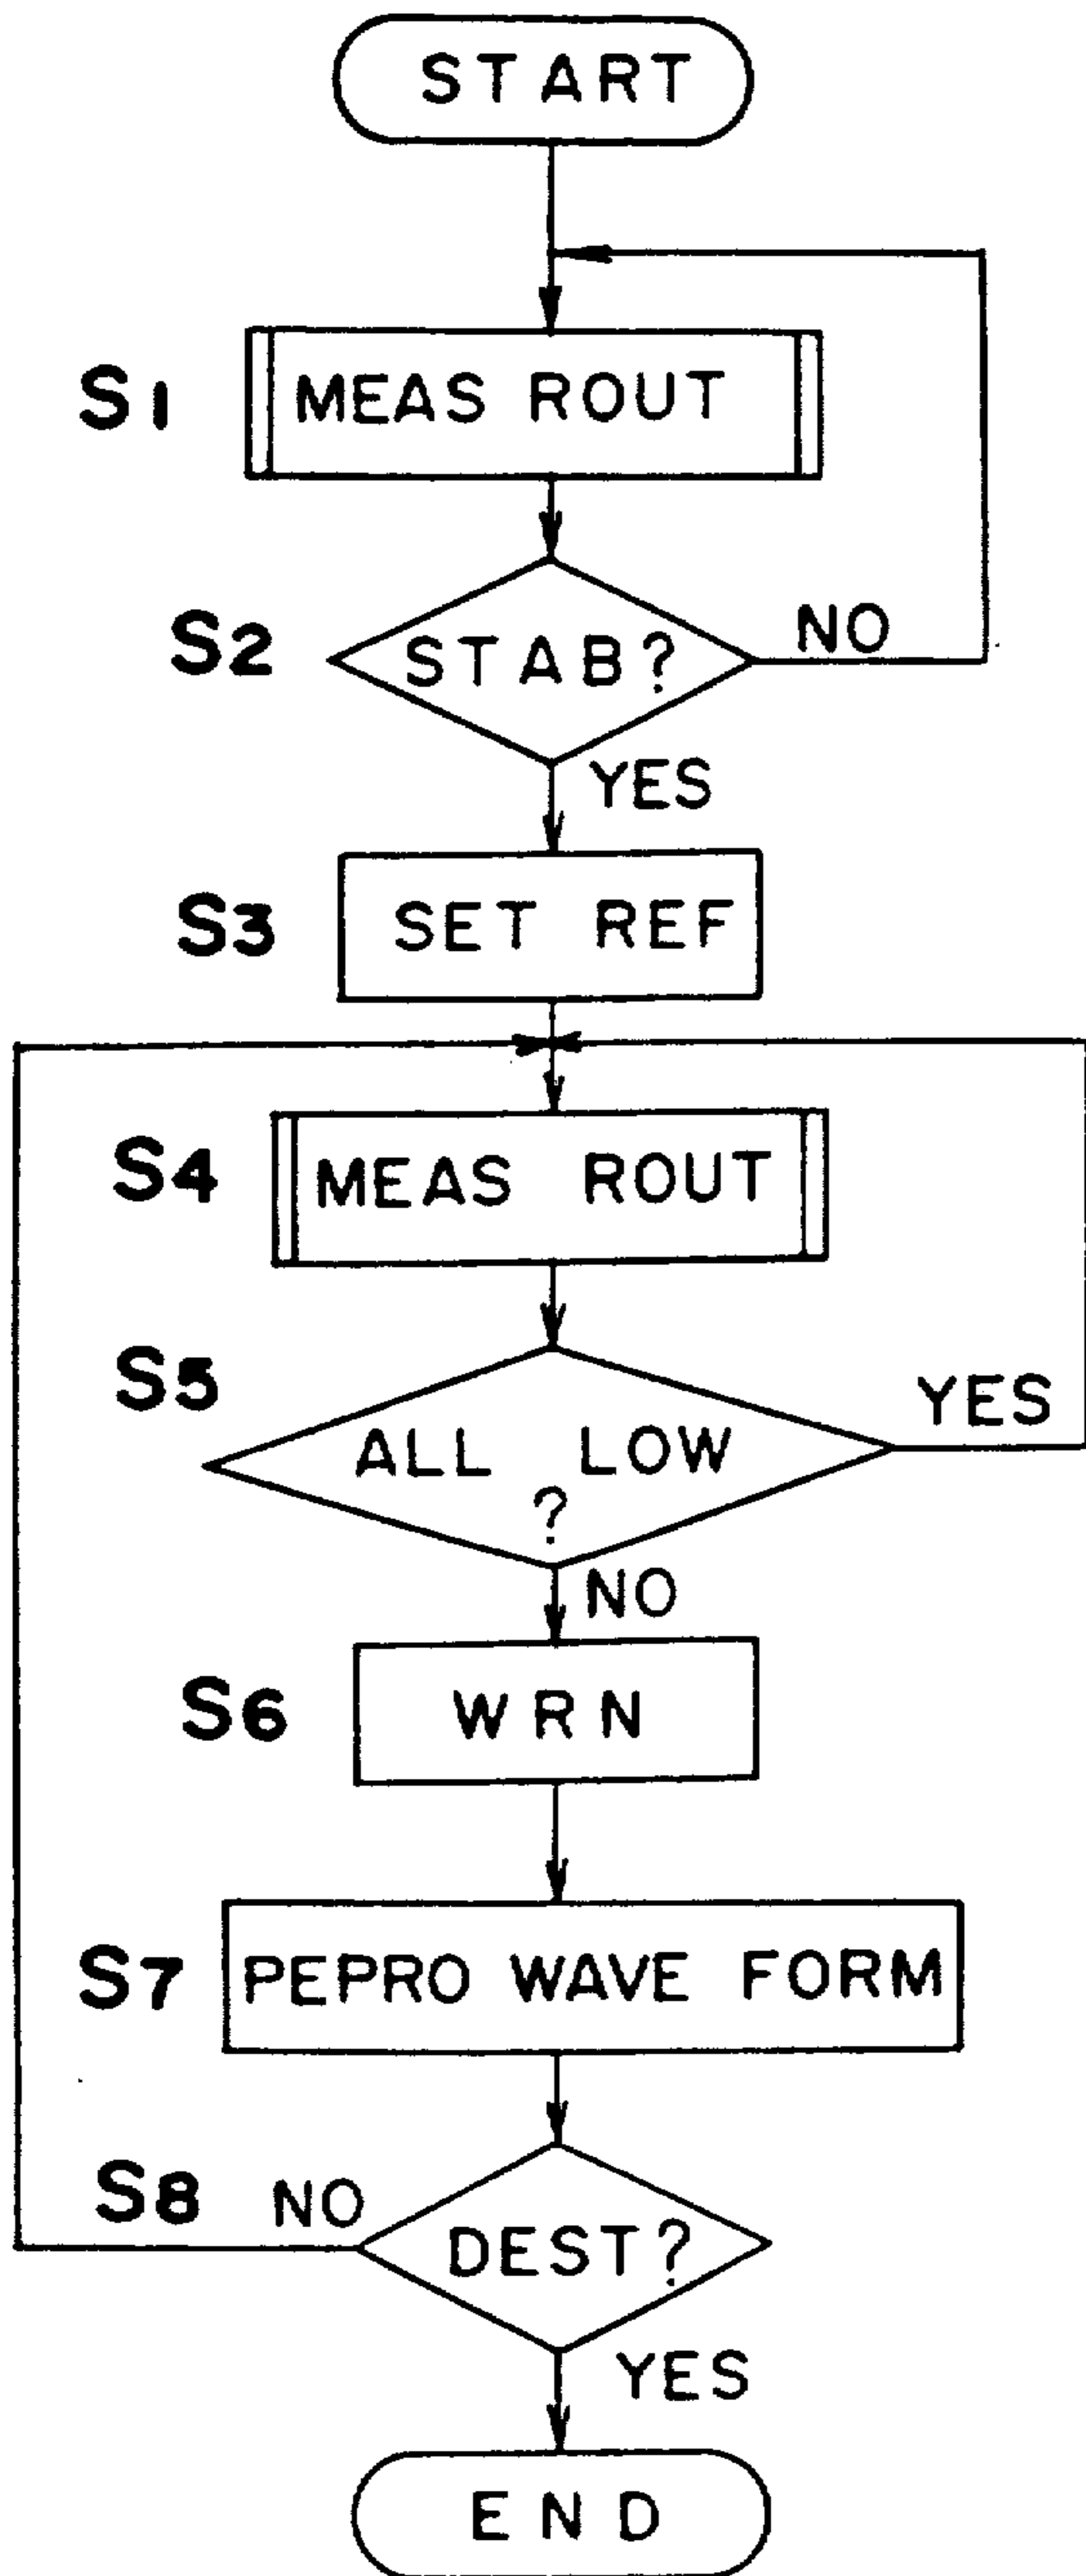 START
S1 MEAS ROUT
S2 STAB? NO
YES
S3 SET REF
S4 MEAS ROUT
S5 ALL LOW YES
?
NO
S6 WRN
S7 PEPRO WAVE FORM
S8 NO DEST?
YES
END